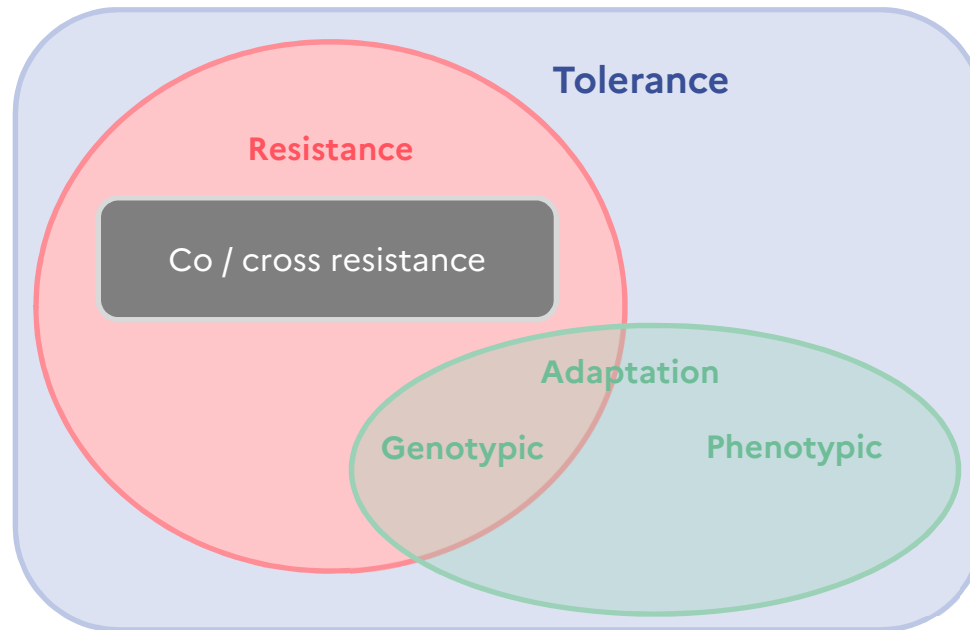 Tolerance
Resistance
Co / cross resistance
Adaptation
Genotypic
Phenotypic